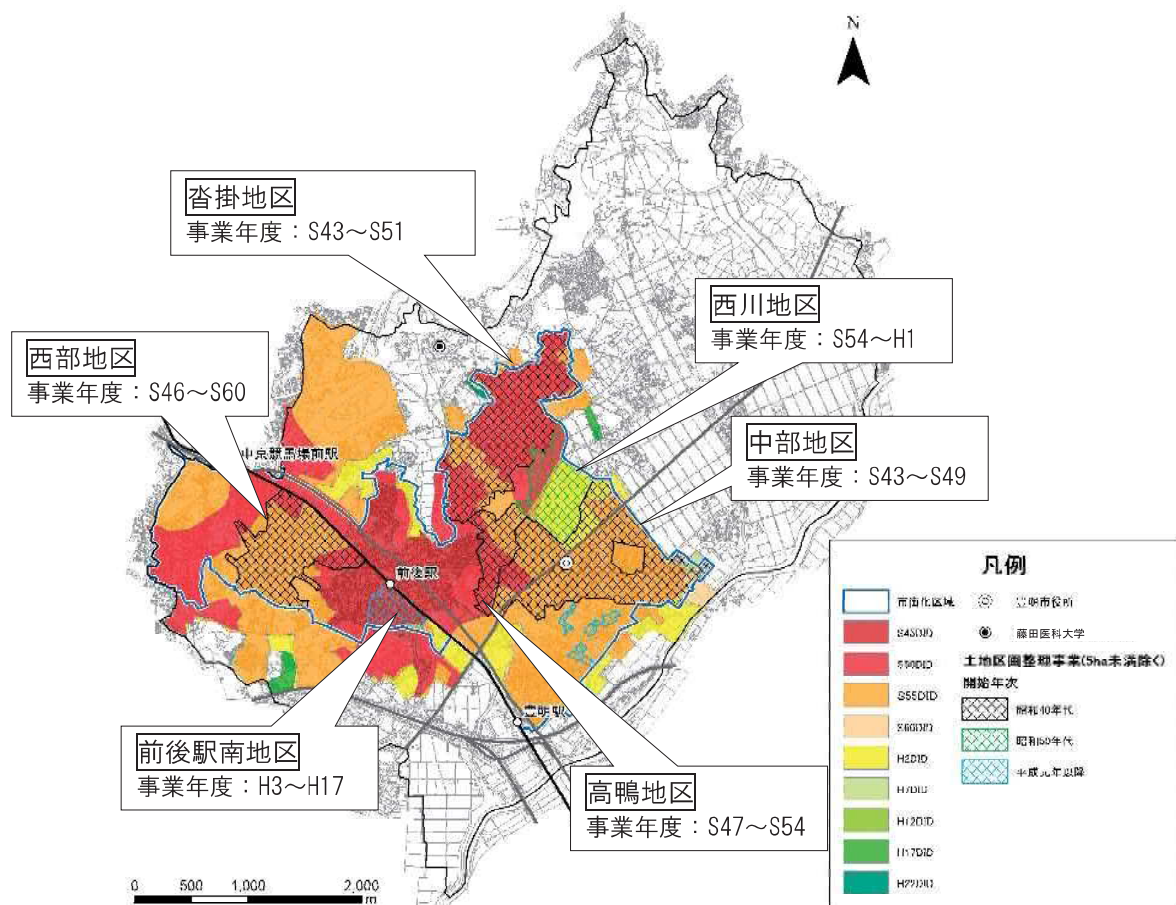 N
沓掛地区
事業年度：S43～S51
西川地区
事業年度：S54～H1
西部地区
事業年度：S46～S60
中京競馬場前駅
中部地区
事業年度：S43～S49
前後駅
豊明駅
前後駅南地区
事業年度：H3～H17
高鴨地区
事業年度：S47～S54
凡例
市街化区域
豊明市役所
S45DID
藤田医科大学
S50DID
土地区画整理事業(5ha未満除く)
開始年次
S55DID
昭和40年代
S60DID
昭和50年代
H2DID
平成元年以降
H7DID
H12DID
H17DID
H22DID
0 500 1,000 2,000
m